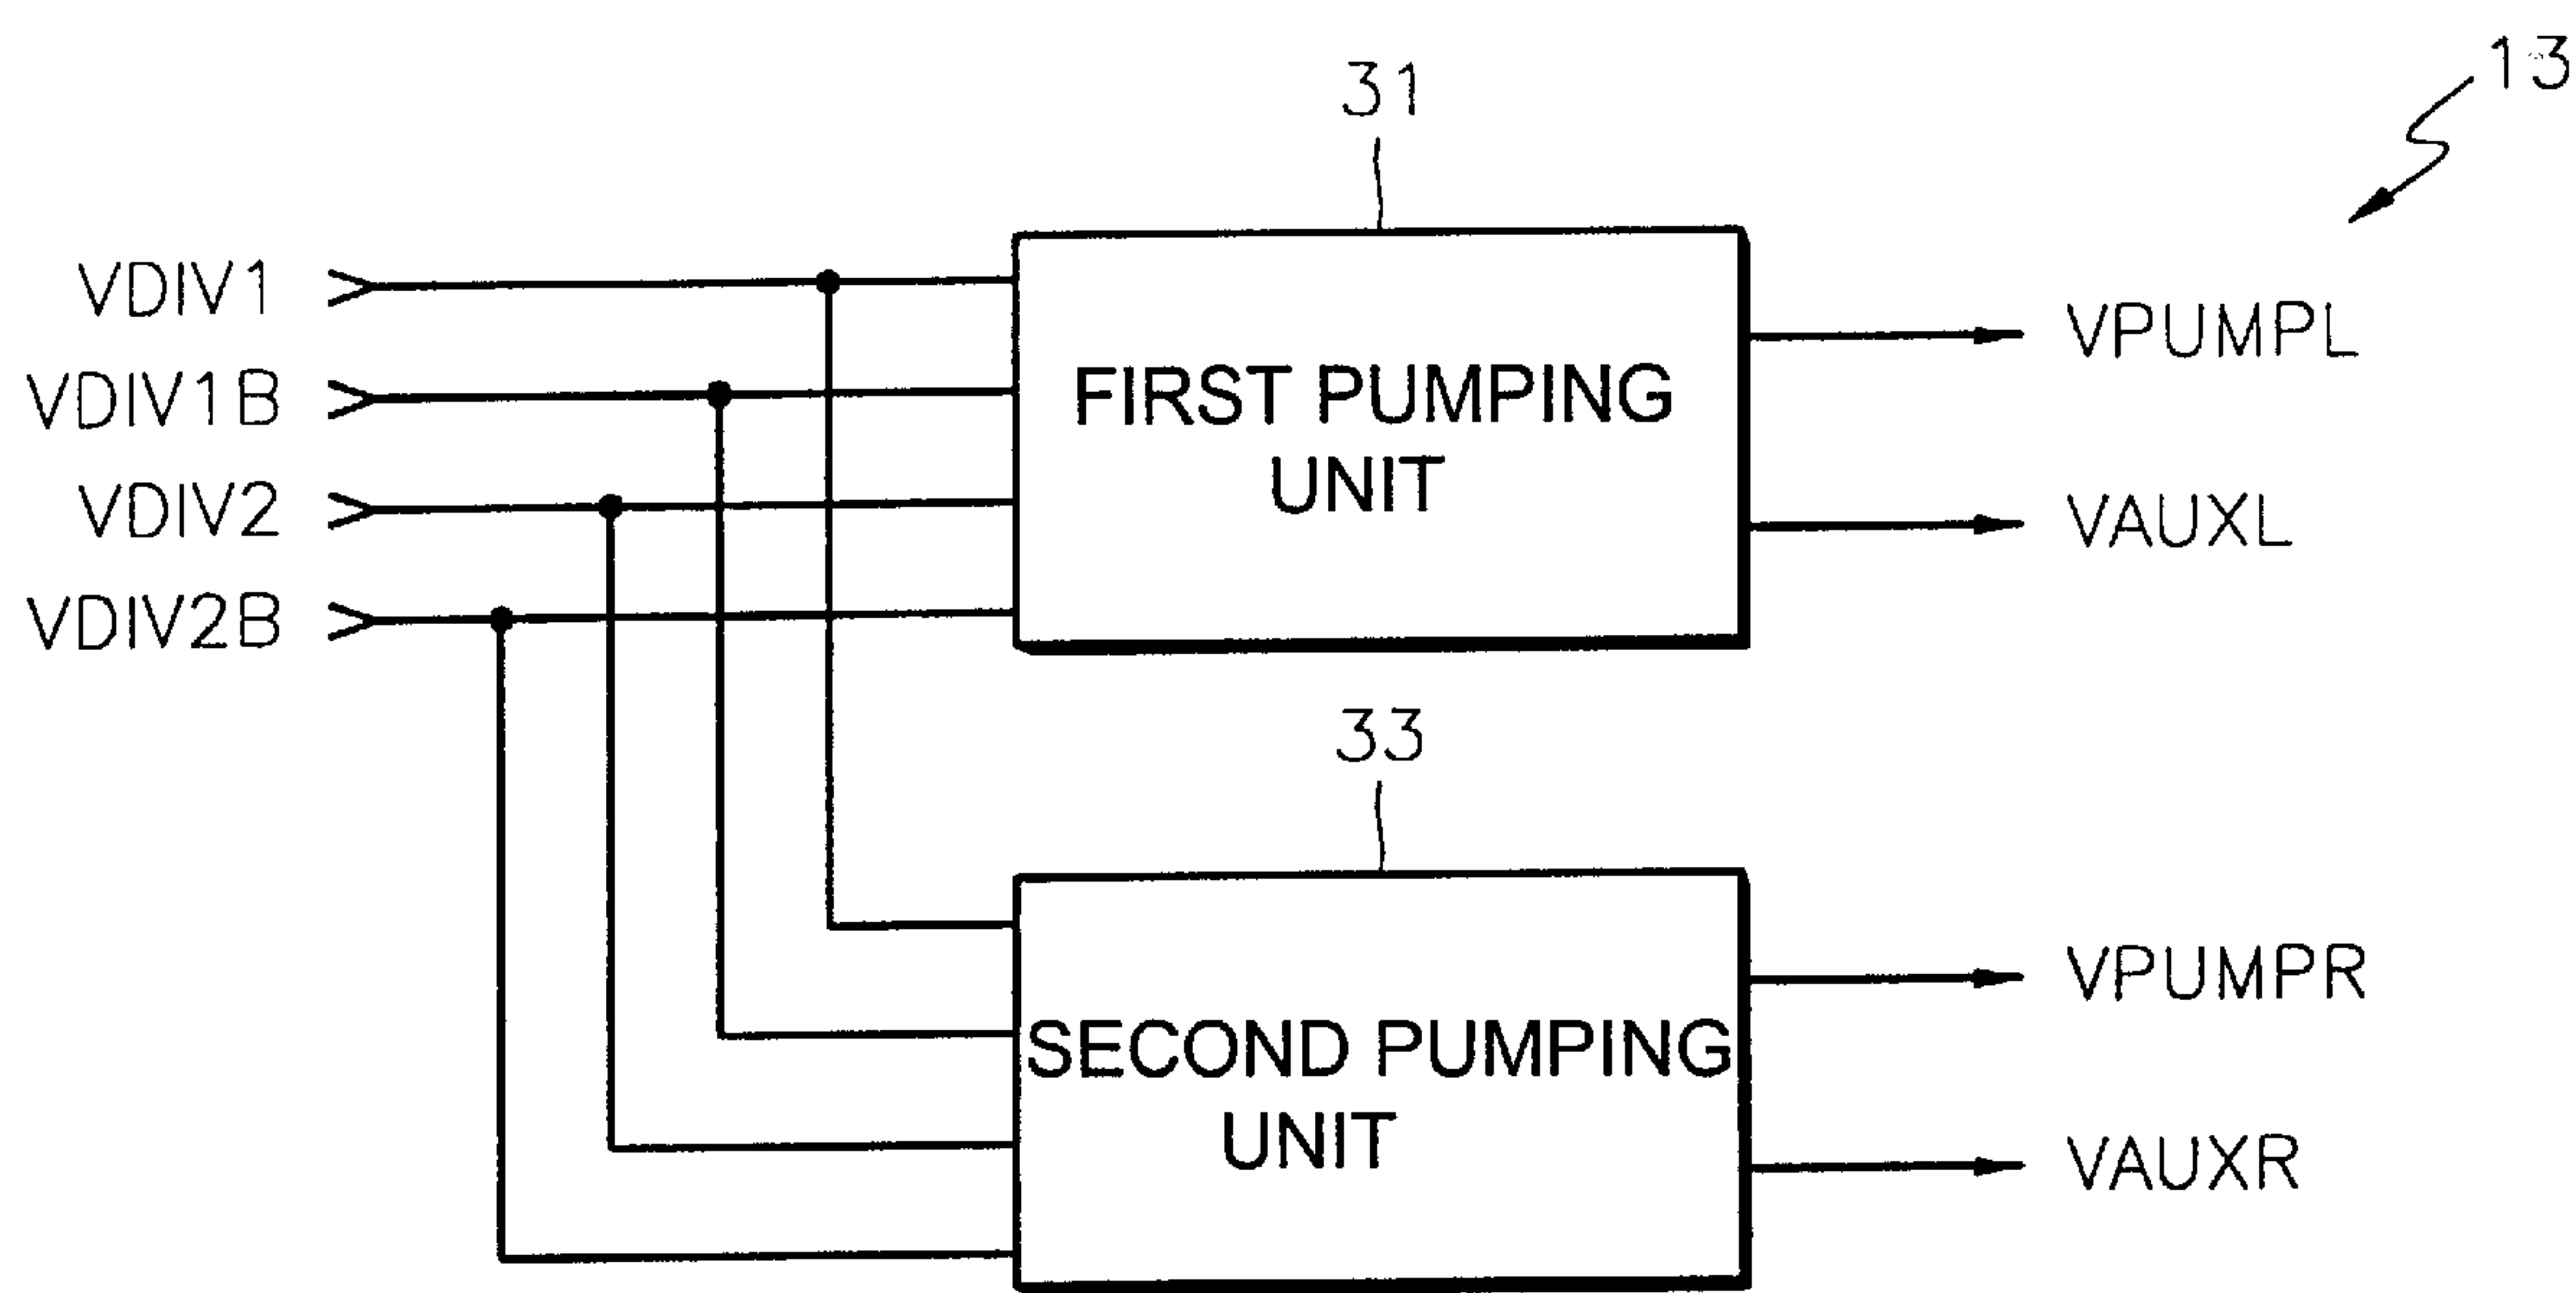 13
31
VDIV1
VDIV1B
VDIV2
VDIV2B
FIRST PUMPING
UNIT
VPUMPL
VAUXL
33
SECOND PUMPING
UNIT
VPUMPR
VAUXR